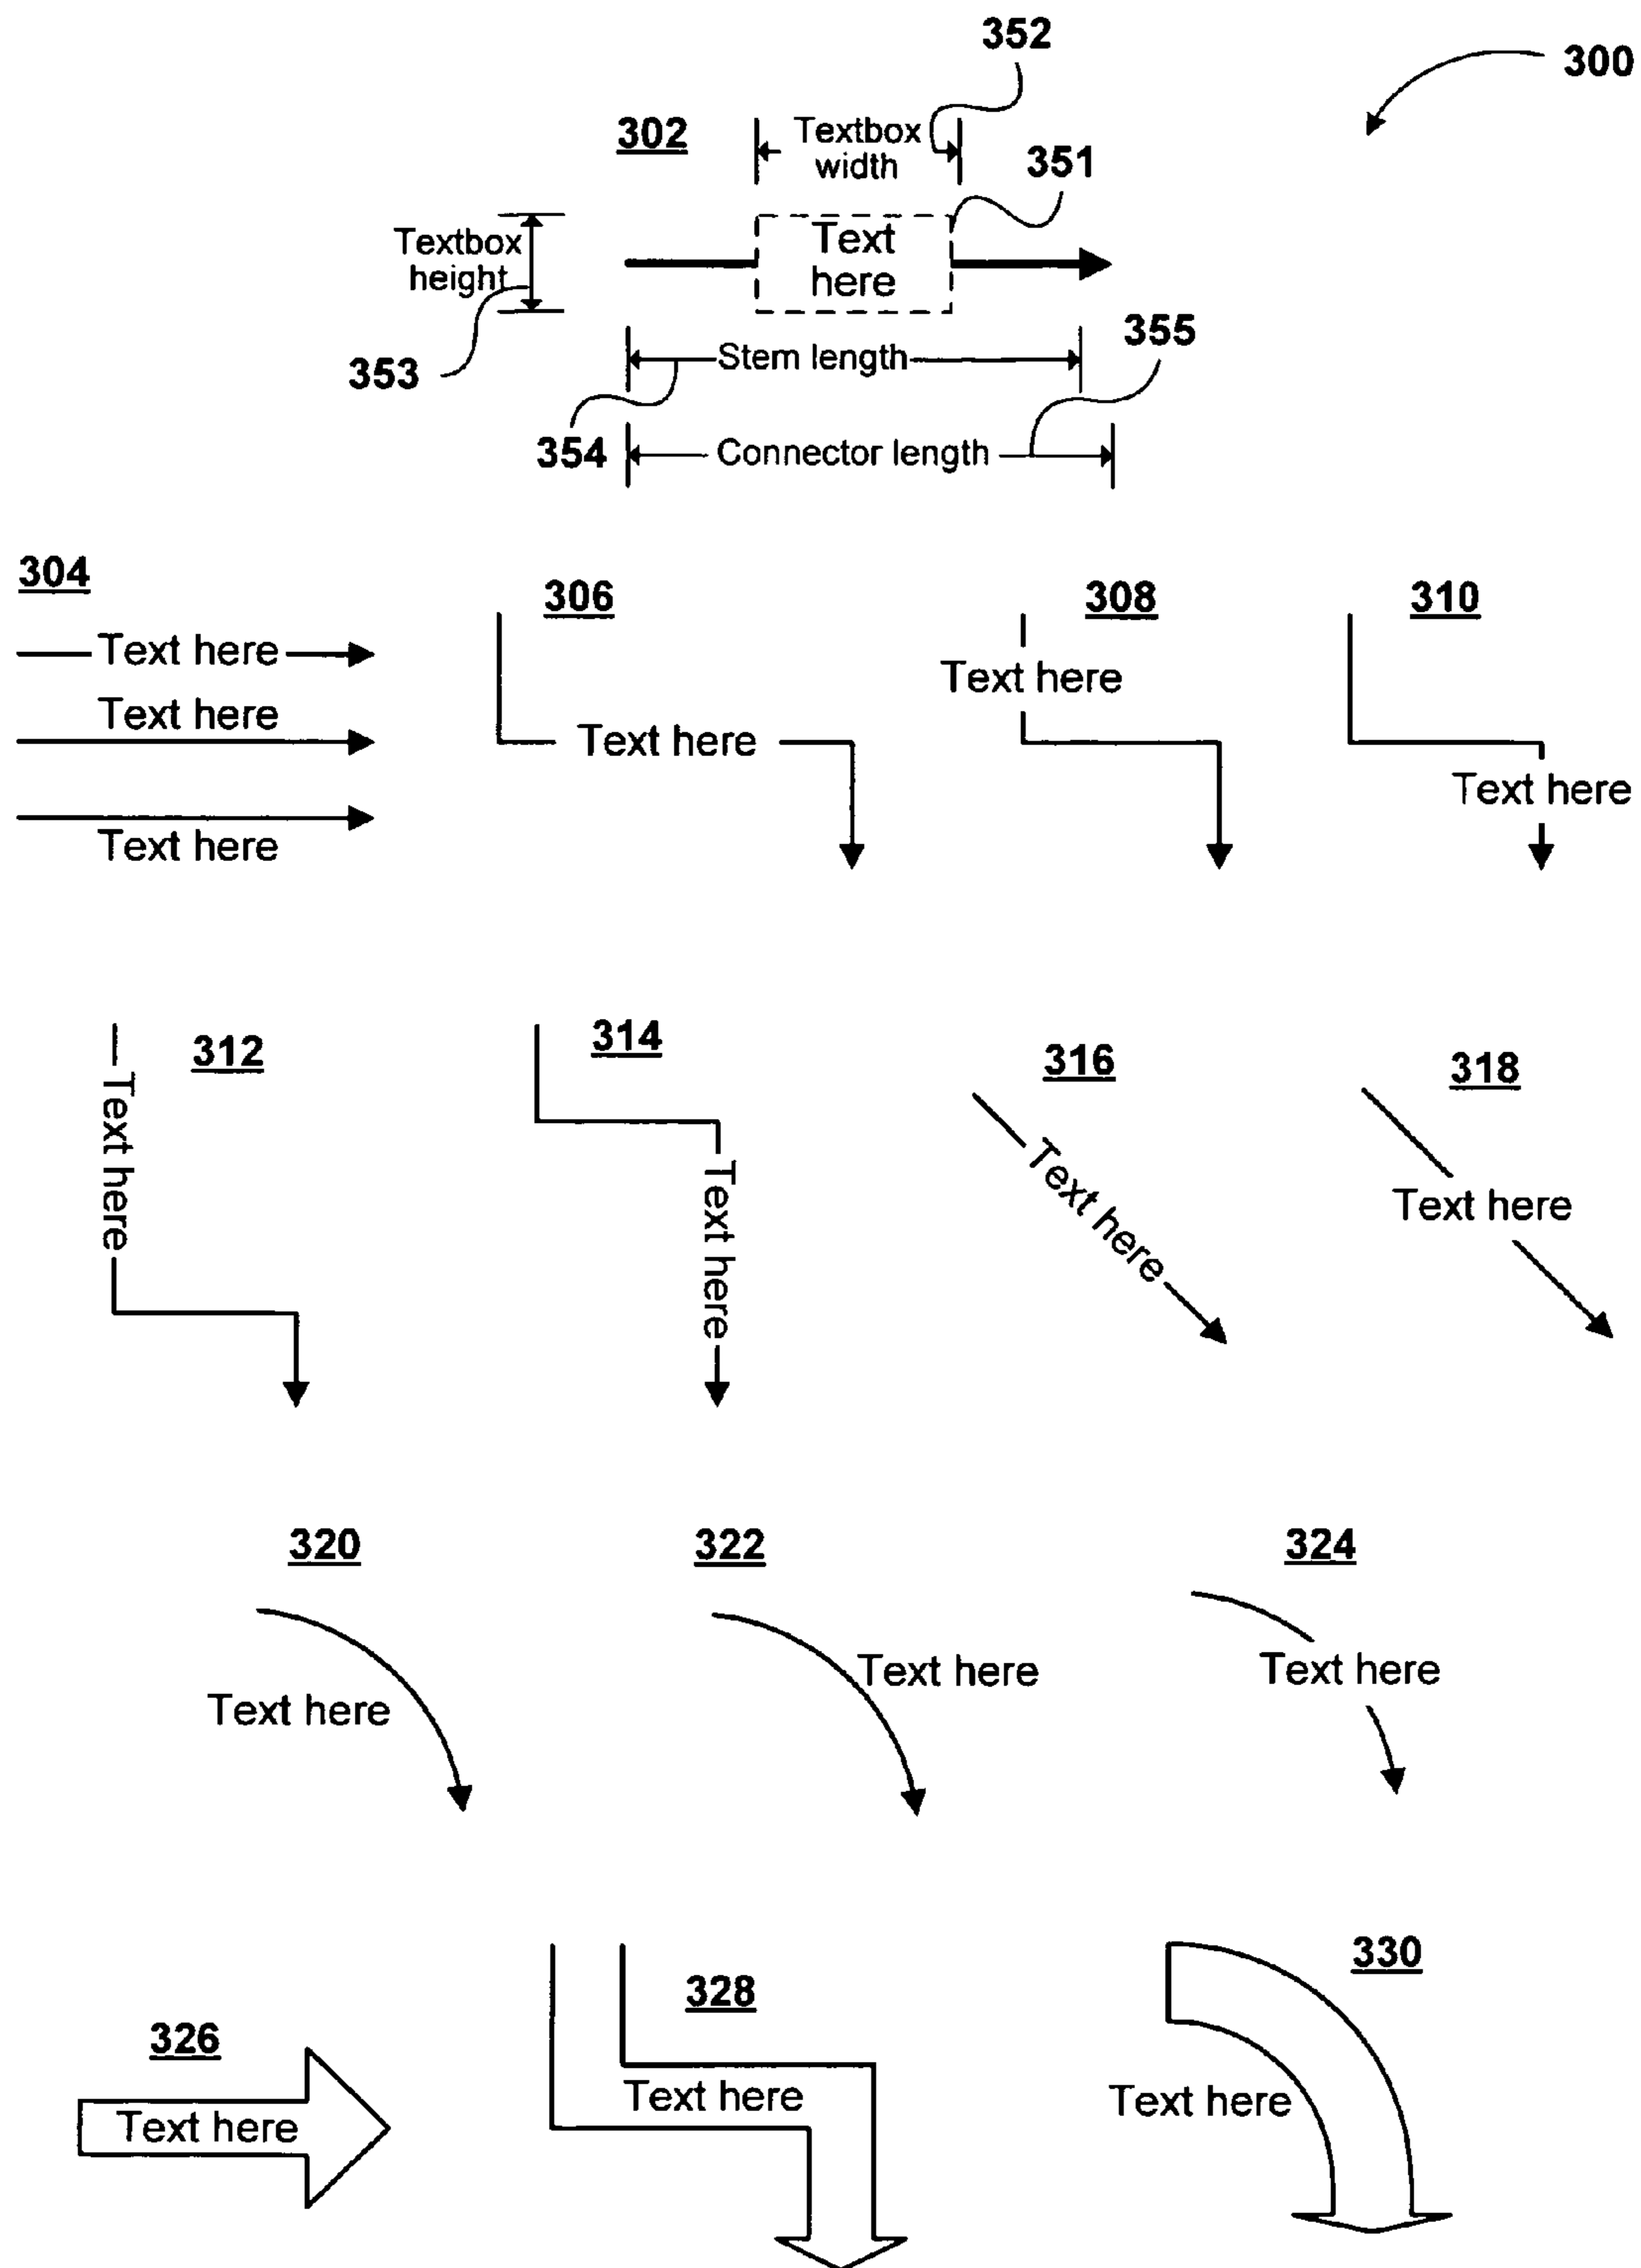 352
300
302
Textbox
width
351
Textbox
height
Text
here
353
Stem length
355
354
Connector length
304
306
308
310
Text here
Text here
Text here
Text here
Text here
Text here
312
314
316
318
Text here
Text here
Text here
Text here
320
322
324
Text here
Text here
Text here
326
328
330
Text here
Text here
Text here